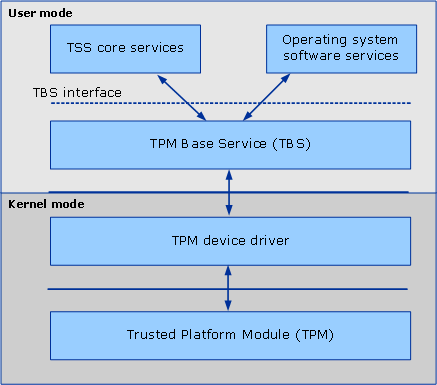 User mode
TSS core services
Operating system
software services
TBS interface
TPM Base Service (TBS)
Kernel mode
TPM device driver
Trusted Platform Module (TPM)